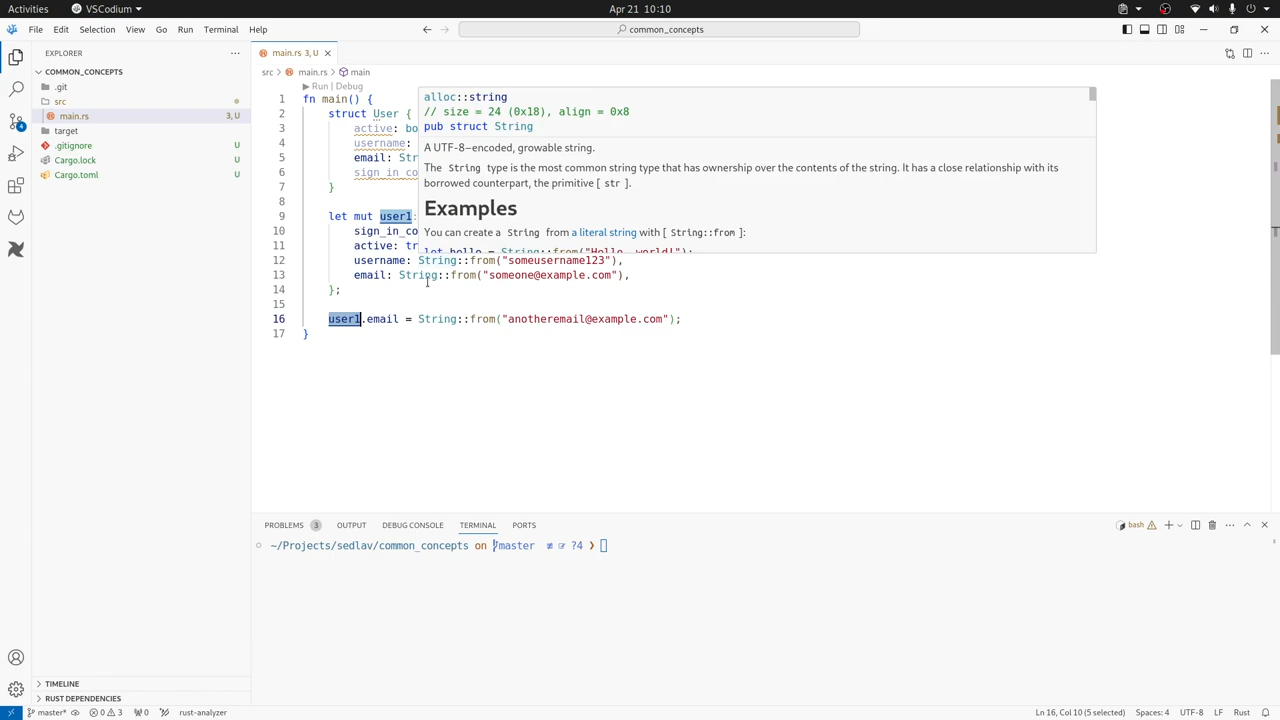 Activities
VSCodium
Apr 21 10:10
File Edit Selection View Go Run Terminal Help
common_concepts
EXPLORER
COMMON_CONCEPTS
.git
src
main.rs 3, U
target
.gitignore U
Cargo.lock U
Cargo.toml U
TIMELINE
RUST DEPENDENCIES
main.rs 3, U
src > main.rs > main
Run | Debug
1 fn main() {
2 struct User {
3 active: bo
4 username:
5 email: Str
6 sign_in_co
7 }
8
9 let mut user1:
10 sign_in_co
11 active: tr
12 username: String::from("someusername123"),
13 email: String::from("someone@example.com"),
14 };
15
16 user1.email = String::from("anotheremail@example.com");
17 }
alloc::string
// size = 24 (0x18), align = 0x8
pub struct String
A UTF-8–encoded, growable string.
The String type is the most common string type that has ownership over the contents of the string. It has a close relationship with its
borrowed counterpart, the primitive [ str ].
Examples
You can create a String from a literal string with [ String::from ]:
let hello = String::from("Hello, world!");
PROBLEMS 3 OUTPUT DEBUG CONSOLE TERMINAL PORTS
bash
~/Projects/sedlav/common_concepts on master ?4 ❯
master* 0 3 0 rust-analyzer
Ln 16, Col 10 (5 selected) Spaces: 4 UTF-8 LF Rust
4